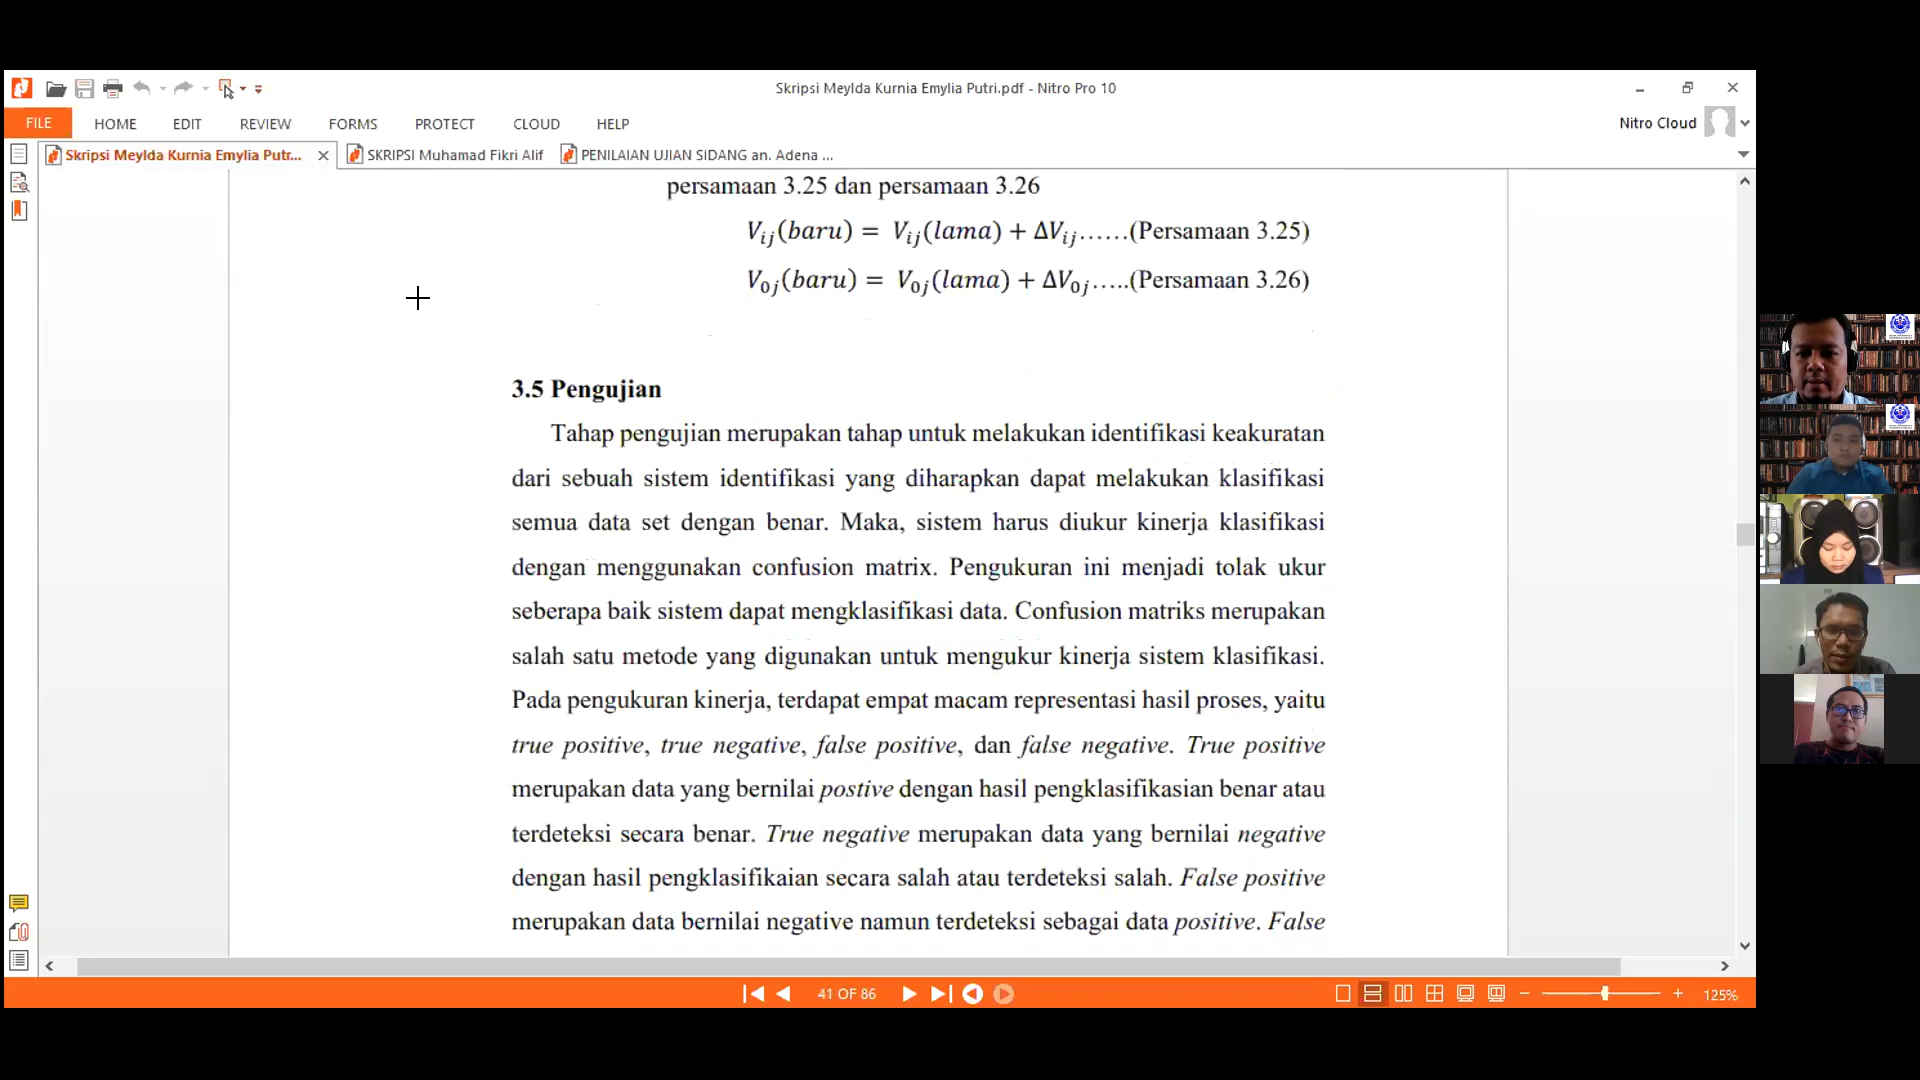 Skripsi Meylda Kurnia Emylia Putri.pdf - Nitro Pro 10
FILE HOME EDIT REVIEW FORMS PROTECT CLOUD HELP Nitro Cloud
Skripsi Meylda Kurnia Emylia Putr... SKRIPSI Muhamad Fikri Alif PENILAIAN UJIAN SIDANG an. Adena ...
persamaan 3.25 dan persamaan 3.26
V_ij(baru) = V_ij(lama) + ΔV_ij......(Persamaan 3.25)
V_0j(baru) = V_0j(lama) + ΔV_0j.....(Persamaan 3.26)
3.5 Pengujian
Tahap pengujian merupakan tahap untuk melakukan identifikasi keakuratan
dari sebuah sistem identifikasi yang diharapkan dapat melakukan klasifikasi
semua data set dengan benar. Maka, sistem harus diukur kinerja klasifikasi
dengan menggunakan confusion matrix. Pengukuran ini menjadi tolak ukur
seberapa baik sistem dapat mengklasifikasi data. Confusion matriks merupakan
salah satu metode yang digunakan untuk mengukur kinerja sistem klasifikasi.
Pada pengukuran kinerja, terdapat empat macam representasi hasil proses, yaitu
true positive, true negative, false positive, dan false negative. True positive
merupakan data yang bernilai postive dengan hasil pengklasifikasian benar atau
terdeteksi secara benar. True negative merupakan data yang bernilai negative
dengan hasil pengklasifikaian secara salah atau terdeteksi salah. False positive
merupakan data bernilai negative namun terdeteksi sebagai data positive. False
41 OF 86
125%